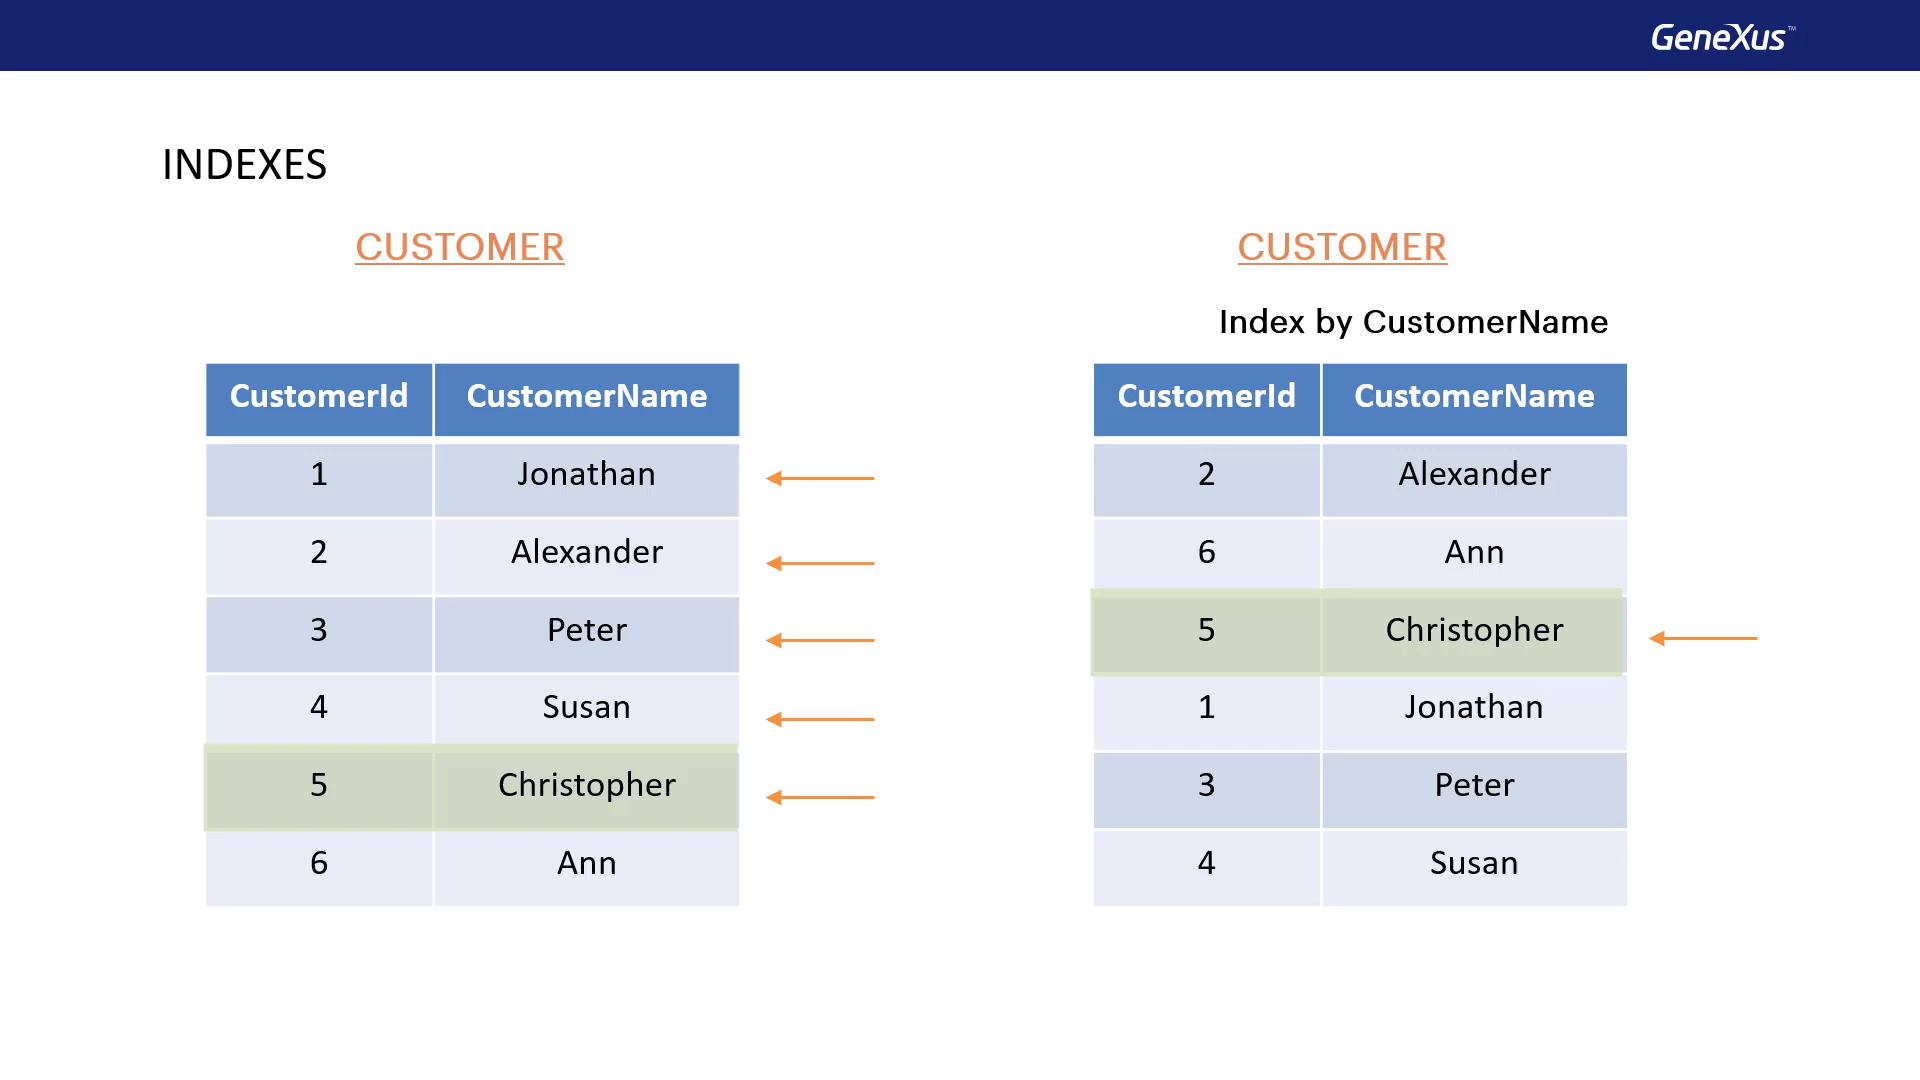 GeneXus™
INDEXES
CUSTOMER
CustomerId CustomerName
1 Jonathan
2 Alexander
3 Peter
4 Susan
5 Christopher
6 Ann
CUSTOMER
Index by CustomerName
CustomerId CustomerName
2 Alexander
6 Ann
5 Christopher
1 Jonathan
3 Peter
4 Susan